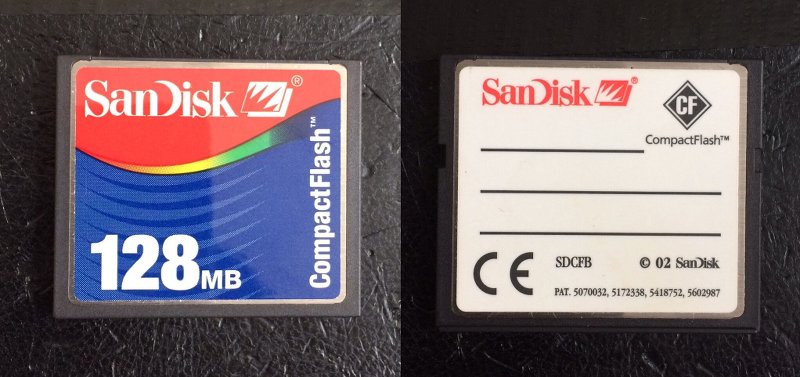 SanDisk ®
CompactFlash™
128MB
SanDisk ®
CF
CompactFlash™
CE SDCFB © 02 SanDisk
PAT. 5070032, 5172338, 5418752, 5602987